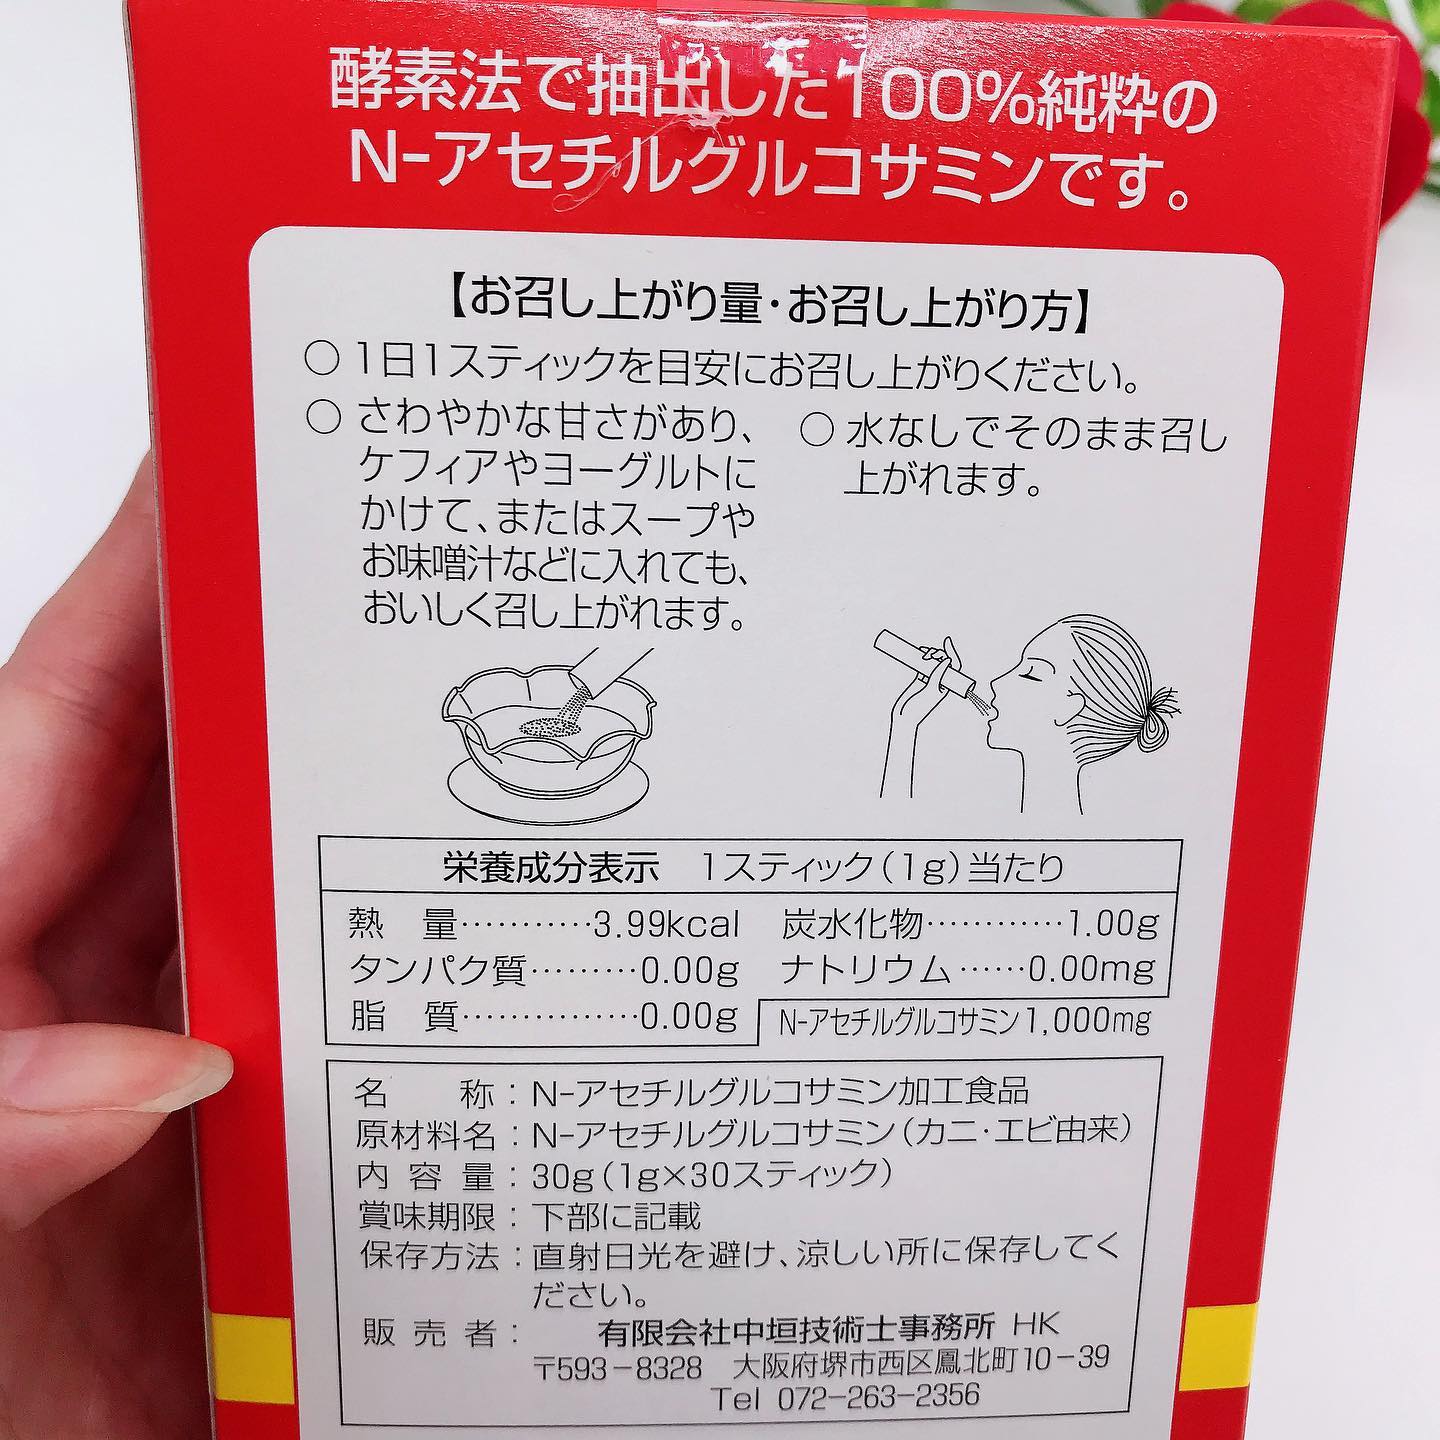 酵素法で抽出した100%純粋の
N-アセチルグルコサミンです。
【お召し上がり量・お召し上がり方】
○ 1日1スティックを目安にお召し上がりください。
○ さわやかな甘さがあり、
ケフィアやヨーグルトに
かけて、またはスープや
お味噌汁などに入れても、
おいしく召し上がれます。
○ 水なしでそのまま召し
上がれます。
栄養成分表示 1スティック(1g)当たり
熱 量…………3.99kcal 炭水化物…………1.00g
タンパク質………0.00g ナトリウム……0.00mg
脂 質……………0.00g N-アセチルグルコサミン1,000mg
名 称:N-アセチルグルコサミン加工食品
原材料名:N-アセチルグルコサミン(カニ・エビ由来)
内容量:30g(1g×30スティック)
賞味期限:下部に記載
保存方法:直射日光を避け、涼しい所に保存してく
ださい。
販売者: 有限会社中垣技術士事務所 HK
〒593-8328 大阪府堺市西区鳳北町10-39
Tel 072-263-2356